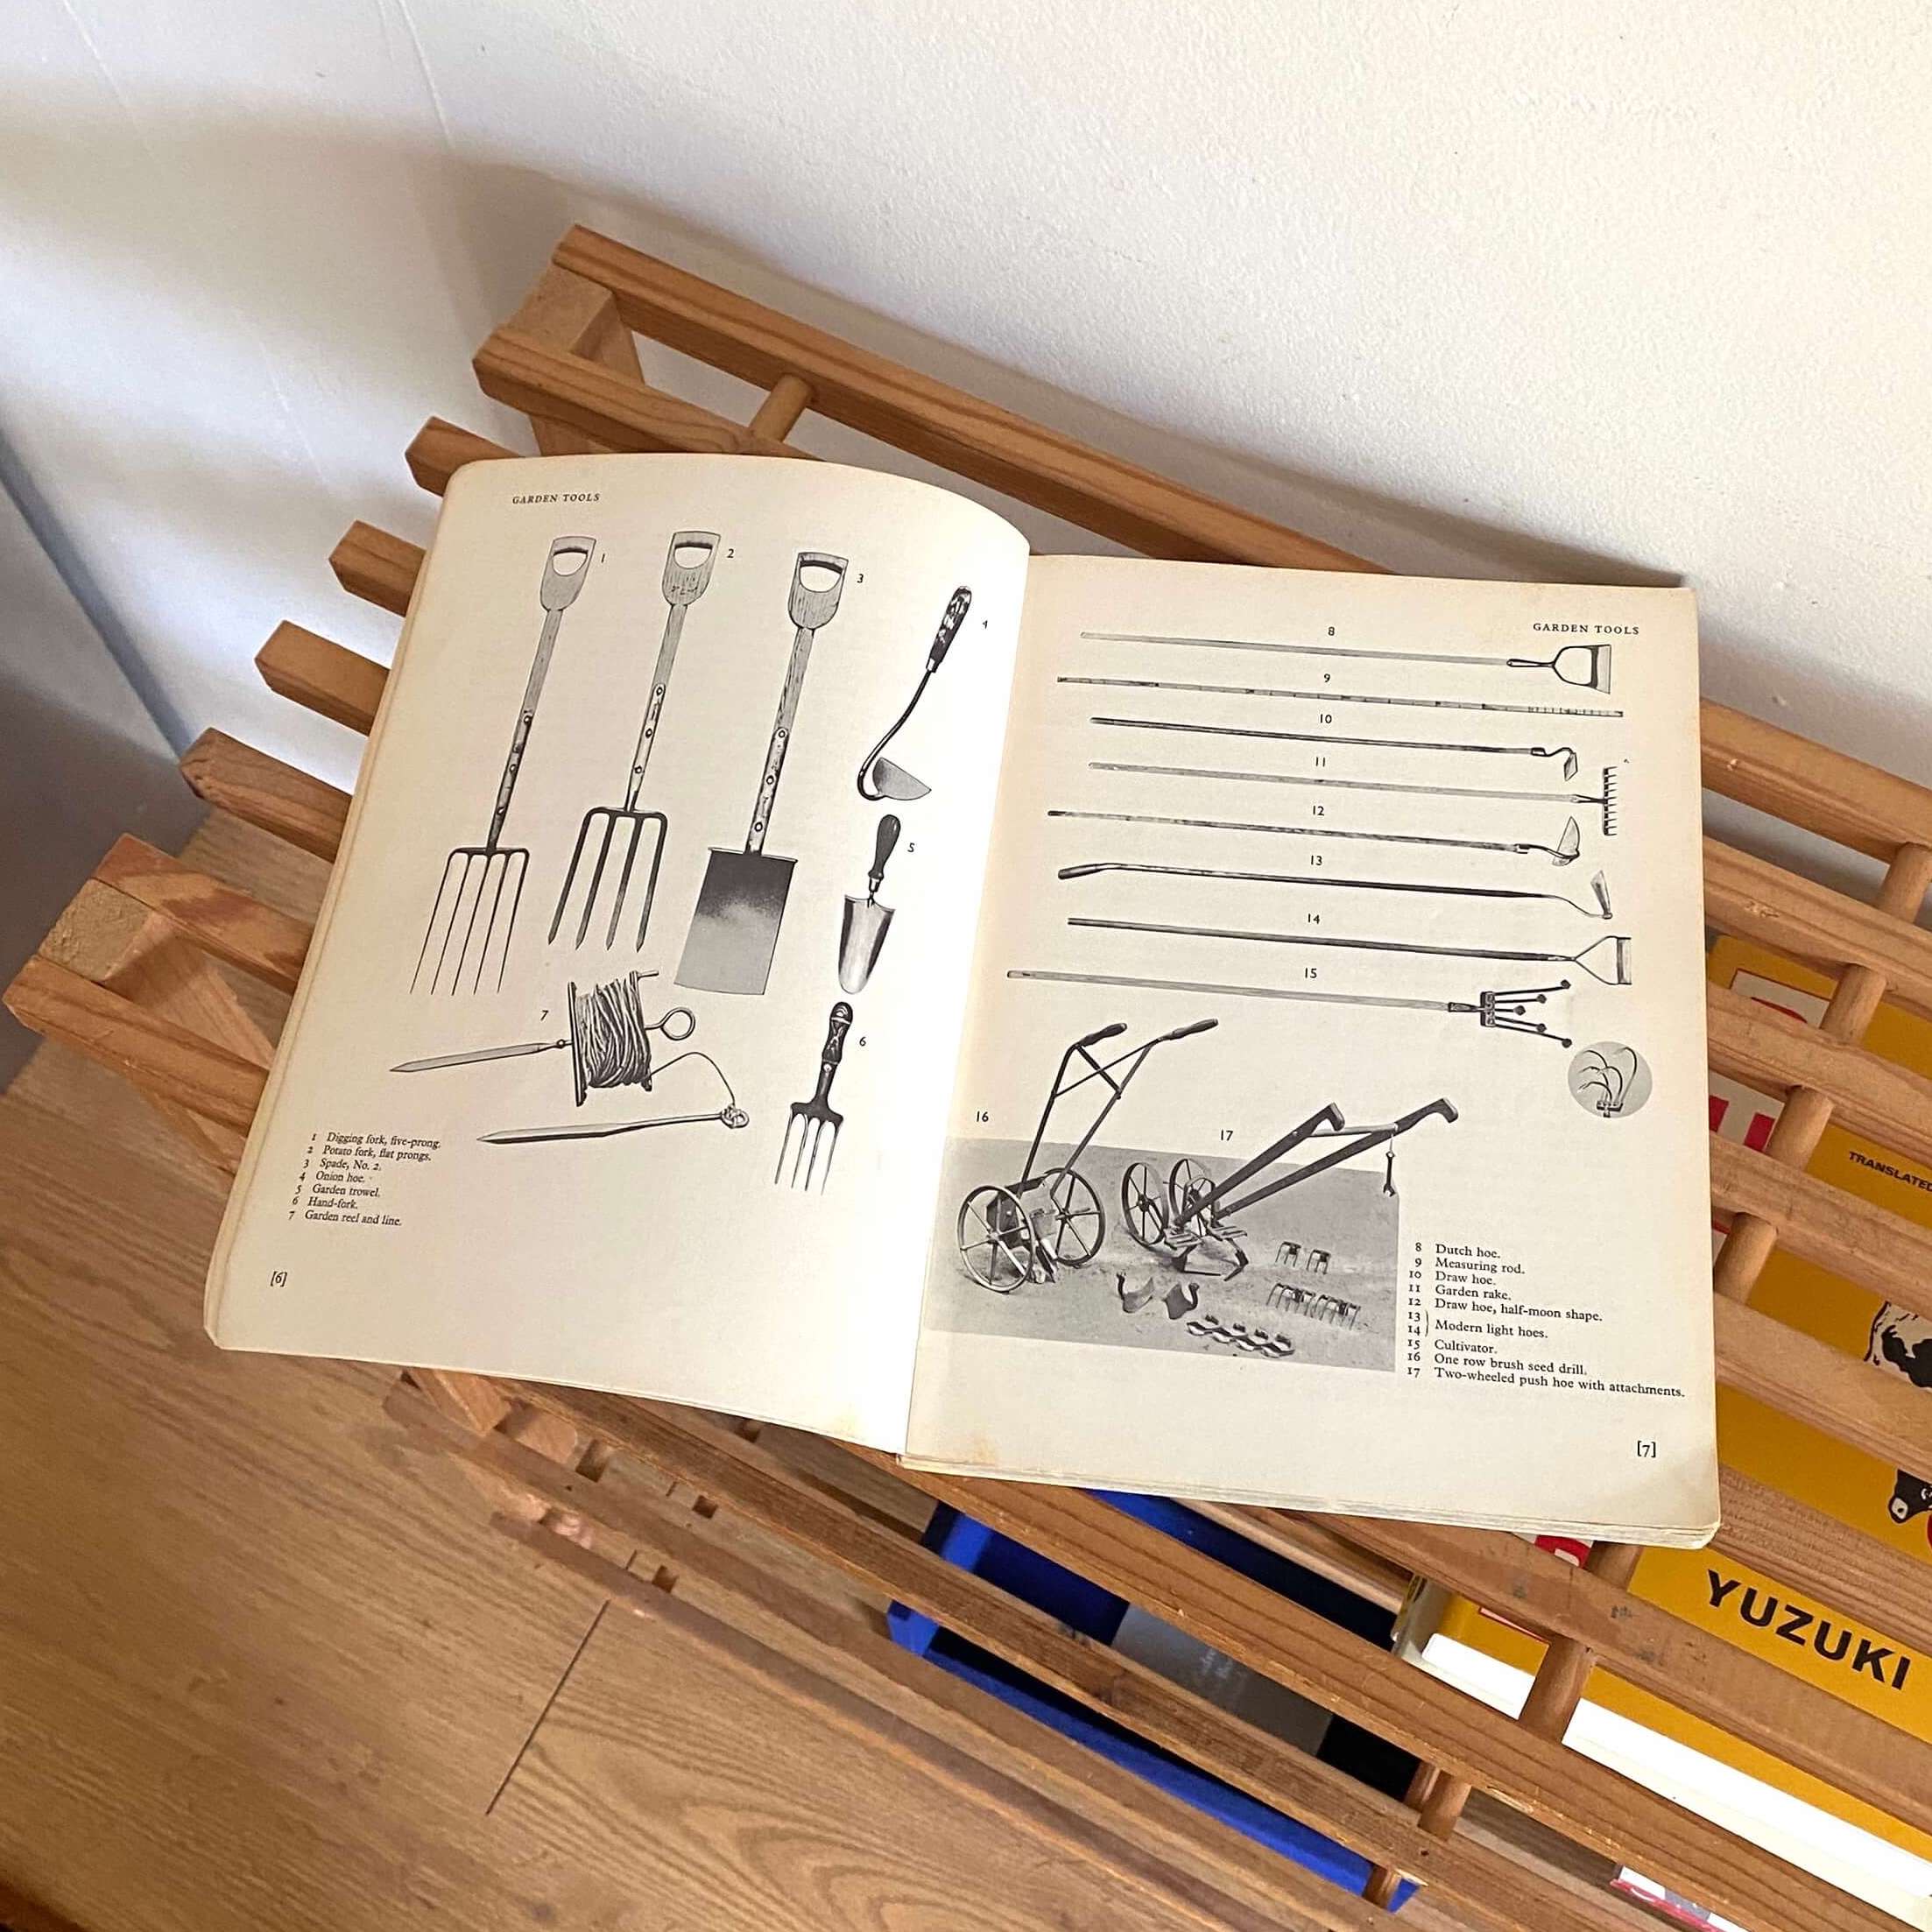 GARDEN TOOLS
1
2
3
4
5
6
7
1 Digging fork, five-prong.
2 Potato fork, flat prongs.
3 Spade, No. 2.
4 Onion hoe.
5 Garden trowel.
6 Hand-fork.
7 Garden reel and line.
[6]
GARDEN TOOLS
8
9
10
11
12
13
14
15
16
17
8 Dutch hoe.
9 Measuring rod.
10 Draw hoe.
11 Garden rake.
12 Draw hoe, half-moon shape.
13
14 } Modern light hoes.
15 Cultivator.
16 One row brush seed drill.
17 Two-wheeled push hoe with attachments.
[7]
TRANSLATED
YUZUKI